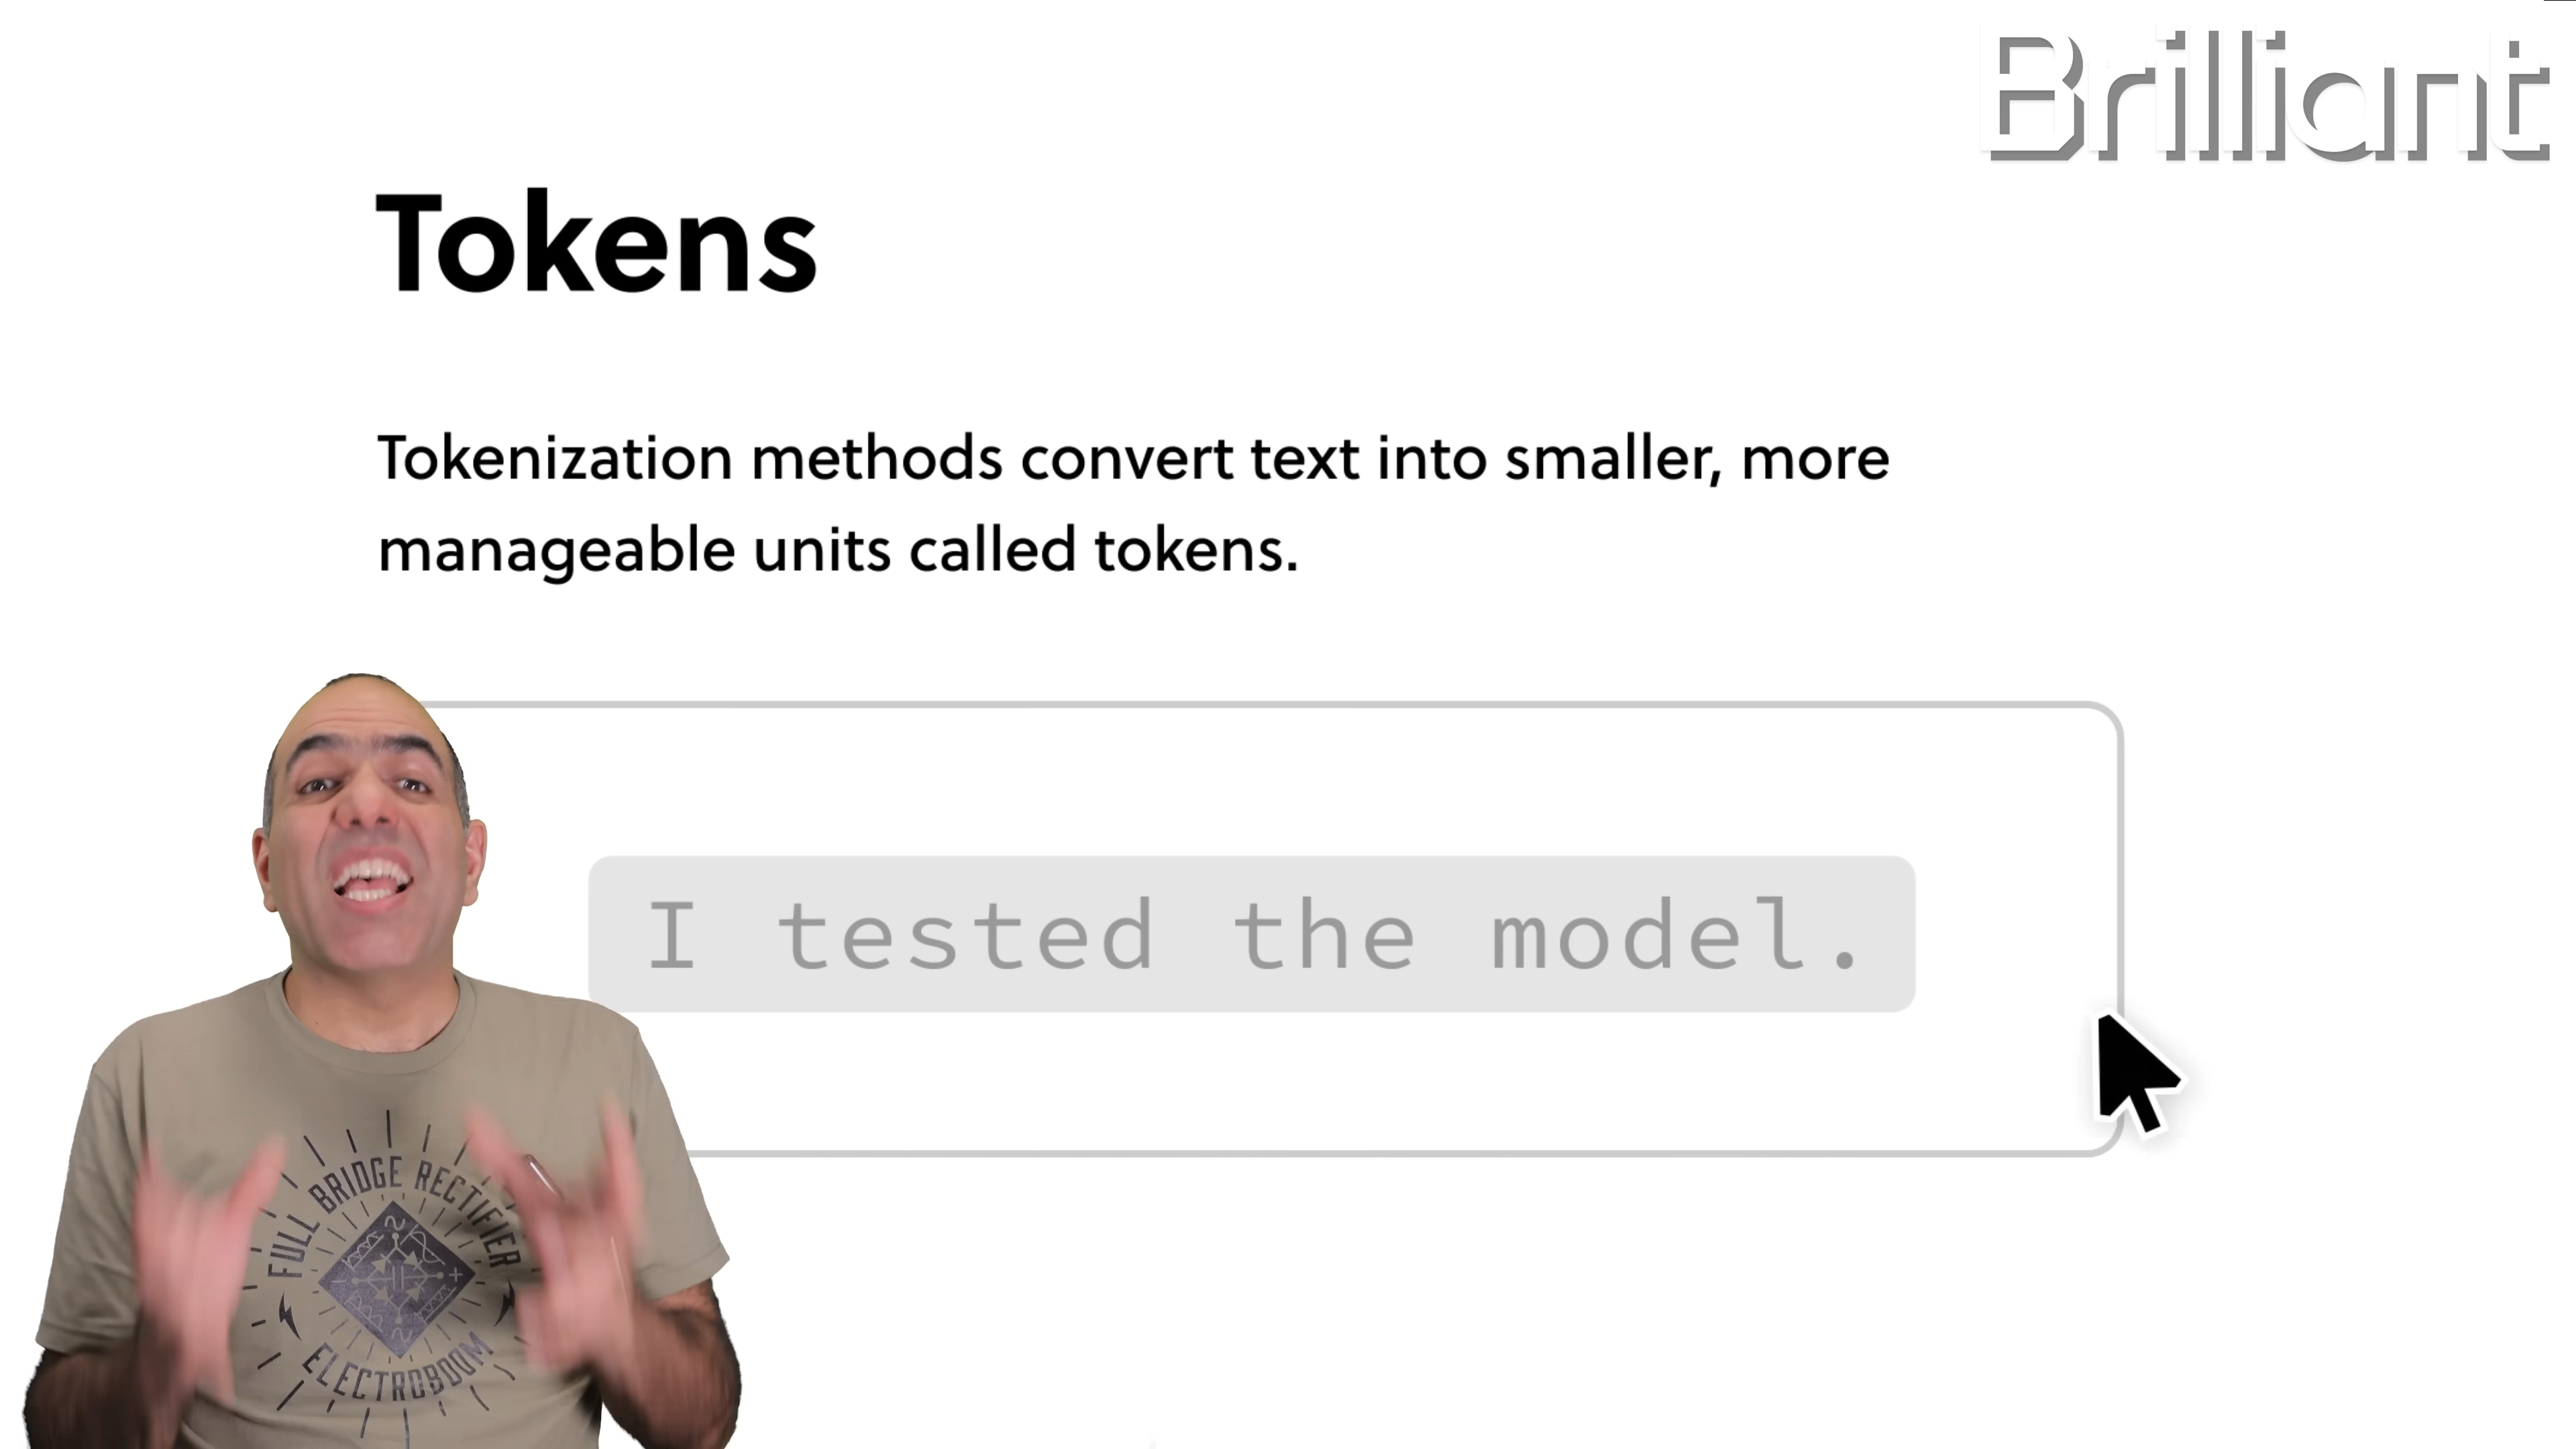 Brilliant
Tokens
Tokenization methods convert text into smaller, more
manageable units called tokens.
I tested the model.
FULL BRIDGE RECTIFIER
ELECTROBOOM